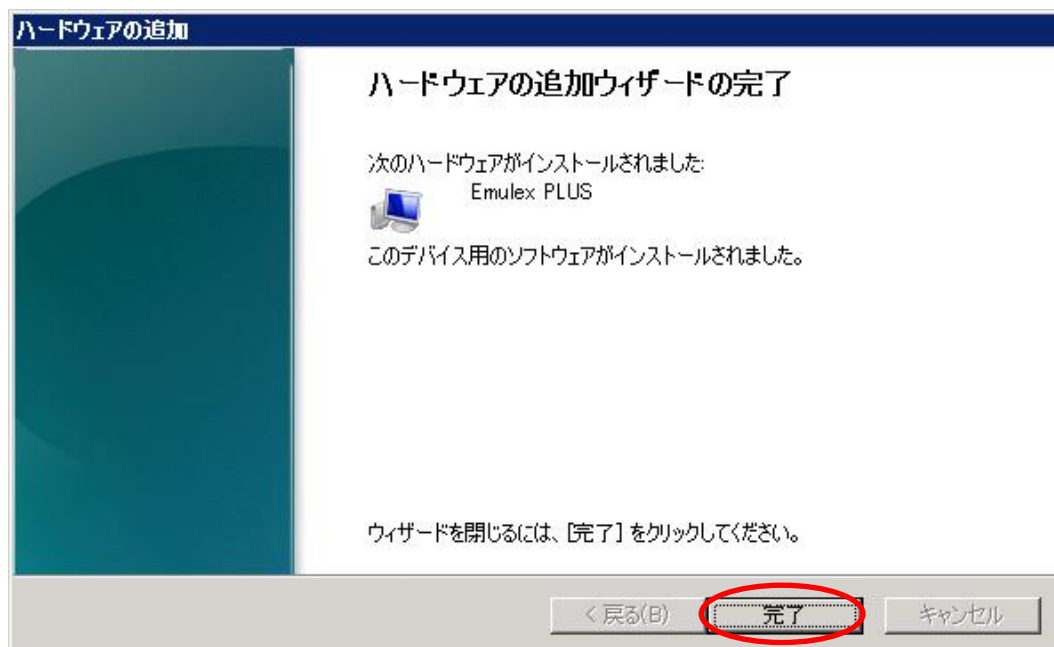 ハードウェアの追加
ハードウェアの追加ウィザードの完了
次のハードウェアがインストールされました:
Emulex PLUS
このデバイス用のソフトウェアがインストールされました。
ウィザードを閉じるには、[完了] をクリックしてください。
< 戻る(B) 完了 キャンセル